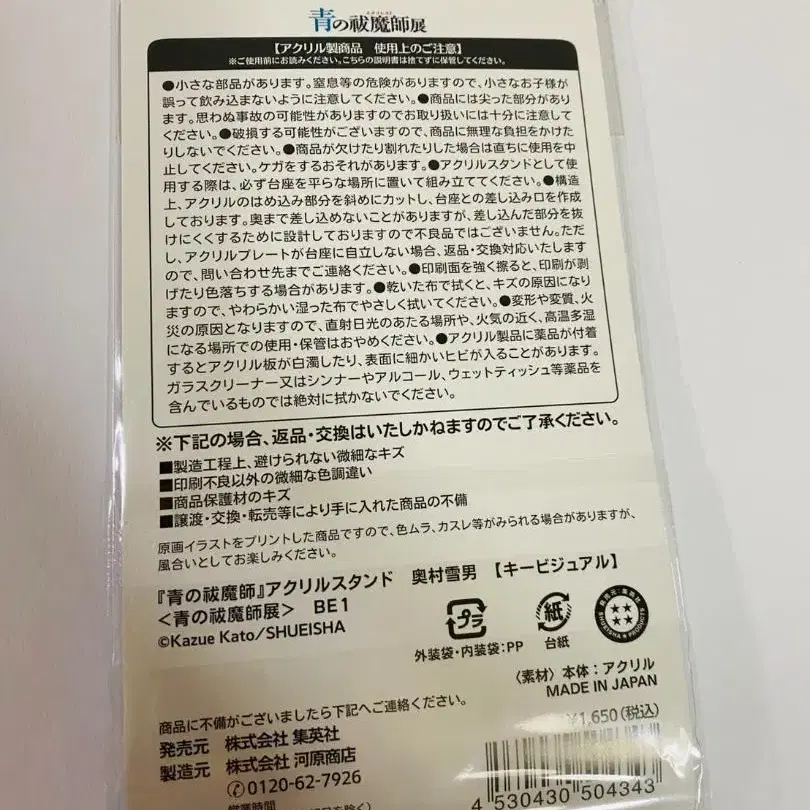 青の祓魔師展
【アクリル製商品　使用上のご注意】
※ご使用前にお読みください。こちらの説明書は捨てずに保管してください。
●小さな部品があります。窒息等の危険がありますので、小さなお子様が
誤って飲み込まないように注意してください。●商品には尖った部分があり
ます。思わぬ事故の可能性がありますのでお取り扱いには十分に注意して
ください。●破損する可能性がございますので、商品に無理な負担をかけた
りしないでください。●商品が欠けたり割れたりした場合は直ちに使用を中
止してください。ケガをするおそれがあります。●アクリルスタンドとして使
用する際は、必ず台座を平らな場所に置いて組み立ててください。●構造
上、アクリルのはめ込み部分を斜めにカットし、台座との差し込み口を作成
しております。奥まで差し込めないことがありますが、差し込んだ部分を抜
けにくくするために設計しておりますので不良品ではございません。ただ
し、アクリルプレートが台座に自立しない場合、返品・交換対応いたします
ので、問い合わせ先までご連絡ください。●印刷面を強く擦ると、印刷が剥
げたり色落ちする場合があります。●乾いた布で拭くと、キズの原因になり
ますので、やわらかい湿った布でやさしく拭いてください。●変形や変質、火
災の原因となりますので、直射日光のあたる場所や、火気の近く、高温多湿
になる場所での使用・保管はおやめください。●アクリル製品に薬品が付着
するとアクリル板が白濁したり、表面に細かいヒビが入ることがあります。
ガラスクリーナー又はシンナーやアルコール、ウェットティッシュ等薬品を
含んでいるものでは絶対に拭かないでください。
※下記の場合、返品・交換はいたしかねますのでご了承ください。
■製造工程上、避けられない微細なキズ
■印刷不良以外の微細な色調違い
■商品保護材のキズ
■譲渡・交換・転売等により手に入れた商品の不備
原画イラストをプリントした商品ですので、色ムラ、カスレ等がみられる場合がありますが、
風合いとしてお楽しみください。
『青の祓魔師』アクリルスタンド　奥村雪男　【キービジュアル】
<青の祓魔師展>　BE1
©Kazue Kato/SHUEISHA
プラ
外装袋・内装袋：PP
紙
台紙
〈素材〉本体：アクリル
MADE IN JAPAN
¥1,650（税込）
商品に不備がございましたら下記へご連絡ください。
発売元　株式会社 集英社
製造元　株式会社 河原商店
0120-62-7926
営業時間
4 530430 504343